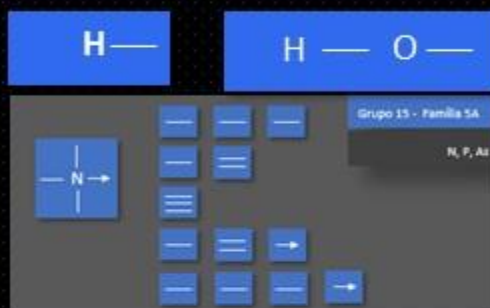 H —
H — O —
Grupo 15 - Família 5A
N, P, As
— N →